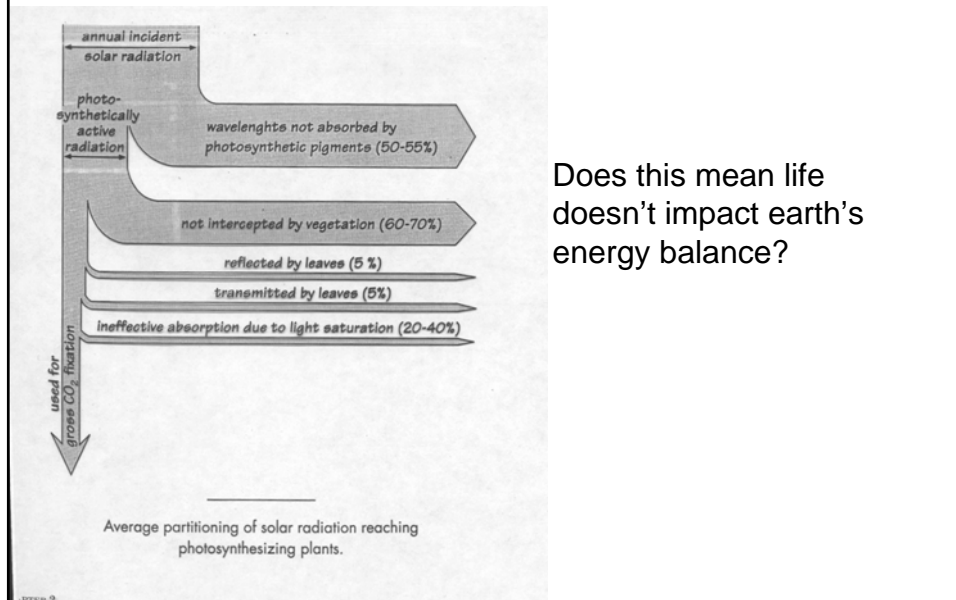 annual incident
solar radiation
photo-
synthetically
active
radiation
wavelenghts not absorbed by
photosynthetic pigments (50-55%)
not intercepted by vegetation (60-70%)
reflected by leaves (5 %)
transmitted by leaves (5%)
ineffective absorption due to light saturation (20-40%)
used for
gross CO₂ fixation
Average partitioning of solar radiation reaching
photosynthesizing plants.
Does this mean life
doesn’t impact earth’s
energy balance?